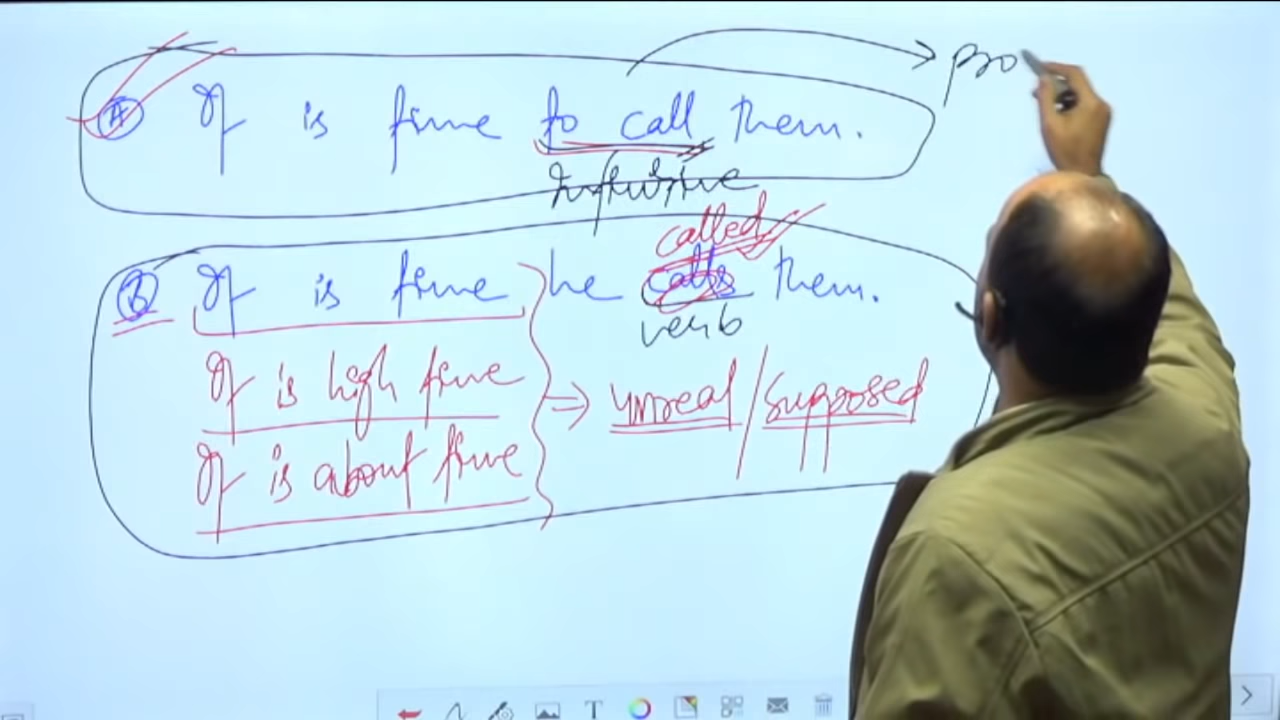 → pro
(A) It is time to call them.
Infinitive
called
(B) It is time he calls them.
verb
It is high time
It is about time
⇒ unreal / supposed
T